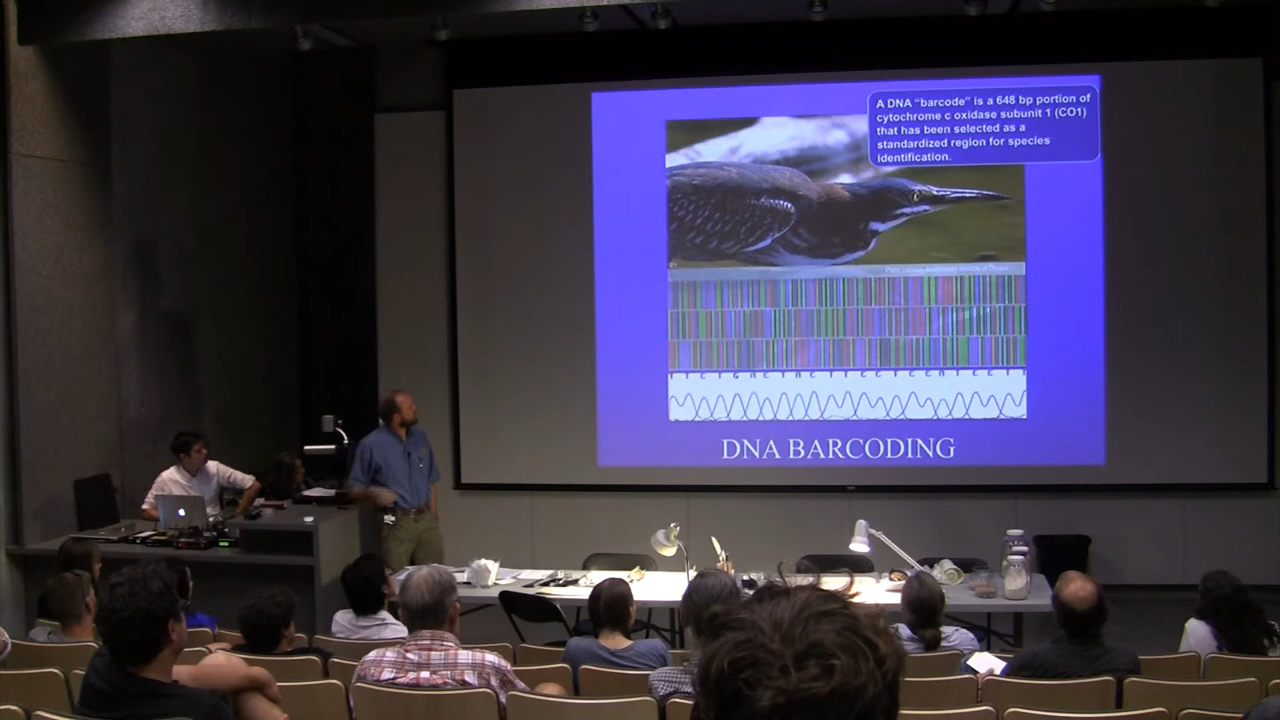 A DNA "barcode" is a 648 bp portion of
cytochrome c oxidase subunit 1 (CO1)
that has been selected as a
standardized region for species
identification.
DNA BARCODING